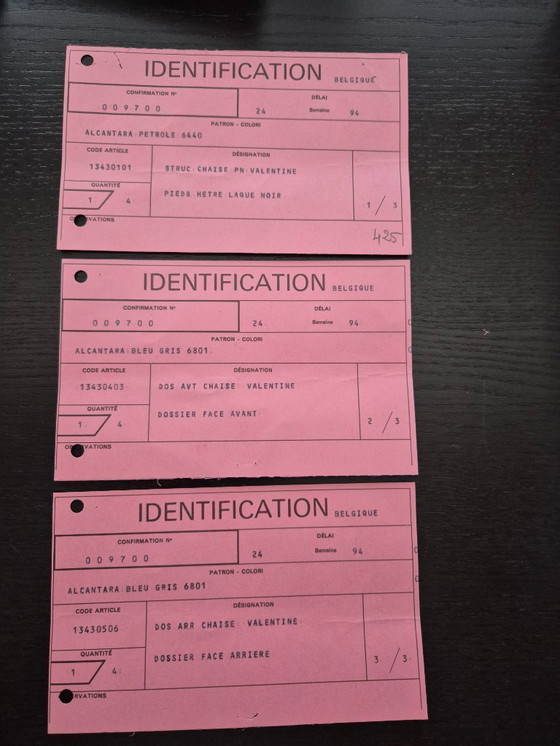 IDENTIFICATION BELGIQUE
CONFIRMATION N° DÉLAI
009700 24 Semaine 94
PATRON - COLORI
ALCANTARA PETROLE 6440
CODE ARTICLE DÉSIGNATION
13430101 STRUC CHAISE PN VALENTINE
QUANTITÉ PIEDS HETRE LAQUE NOIR
1 / 4 1 / 3
425
IDENTIFICATION BELGIQUE
CONFIRMATION N° DÉLAI
009700 24 Semaine 94
PATRON - COLORI
ALCANTARA BLEU GRIS 6801
CODE ARTICLE DÉSIGNATION
13430403 DOS AVT CHAISE VALENTINE
QUANTITÉ DOSSIER FACE AVANT
1 / 4 2 / 3
IDENTIFICATION BELGIQUE
CONFIRMATION N° DÉLAI
009700 24 Semaine 94
PATRON - COLORI
ALCANTARA BLEU GRIS 6801
CODE ARTICLE DÉSIGNATION
13430506 DOS ARR CHAISE VALENTINE
QUANTITÉ DOSSIER FACE ARRIERE
1 / 4 3 / 3